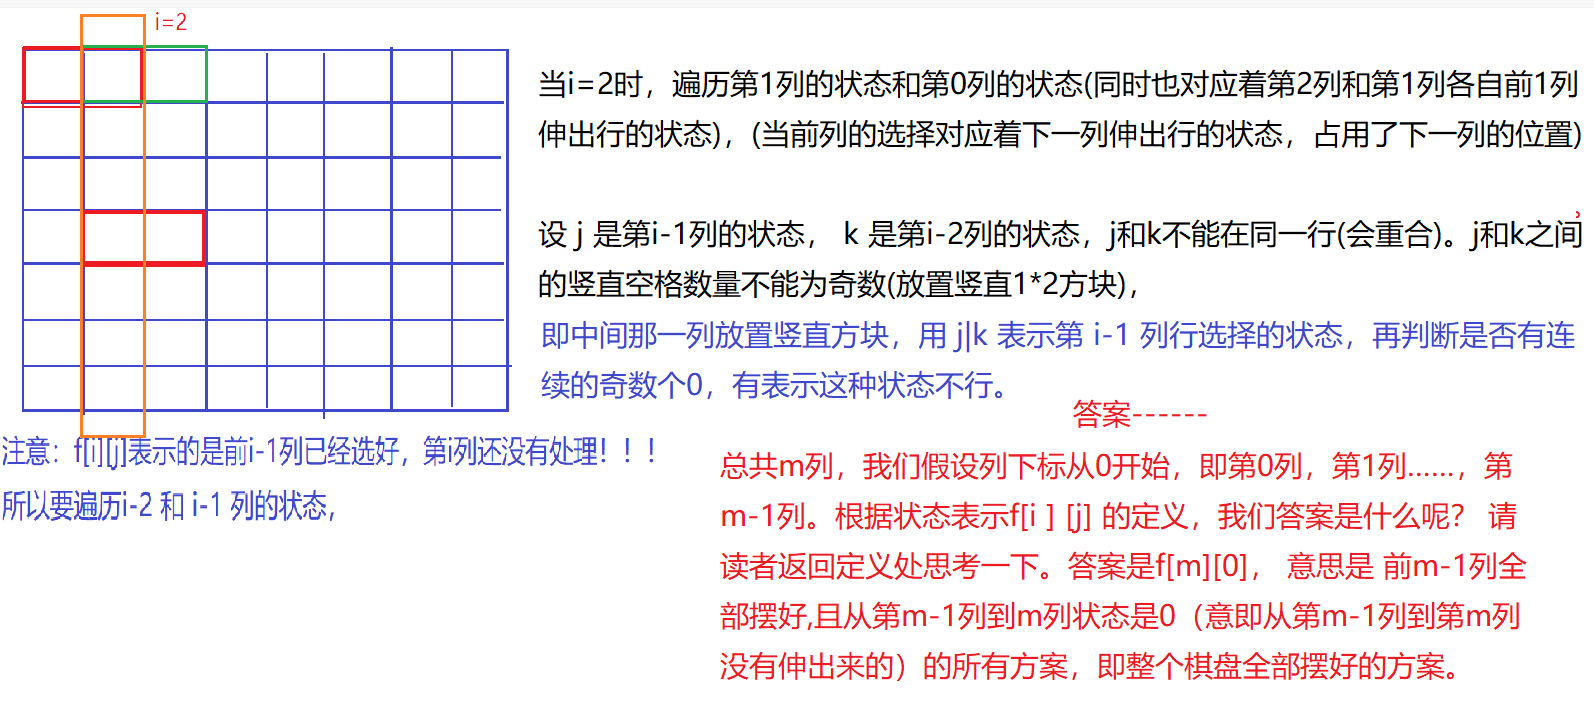 i=2
当i=2时，遍历第1列的状态和第0列的状态(同时也对应着第2列和第1列各自前1列
伸出行的状态)，(当前列的选择对应着下一列伸出行的状态，占用了下一列的位置)
设 j 是第i-1列的状态， k 是第i-2列的状态，j和k不能在同一行(会重合)。j和k之间
的竖直空格数量不能为奇数(放置竖直1*2方块)，
即中间那一列放置竖直方块，用 j|k 表示第 i-1 列行选择的状态，再判断是否有连
续的奇数个0，有表示这种状态不行。
注意：f[i][j]表示的是前i-1列已经选好，第i列还没有处理！！！
所以要遍历i-2 和 i-1 列的状态，
答案------
总共m列，我们假设列下标从0开始，即第0列，第1列……，第
m-1列。根据状态表示f[i ] [j] 的定义，我们答案是什么呢？ 请
读者返回定义处思考一下。答案是f[m][0]， 意思是 前m-1列全
部摆好,且从第m-1列到m列状态是0（意即从第m-1列到第m列
没有伸出来的）的所有方案，即整个棋盘全部摆好的方案。